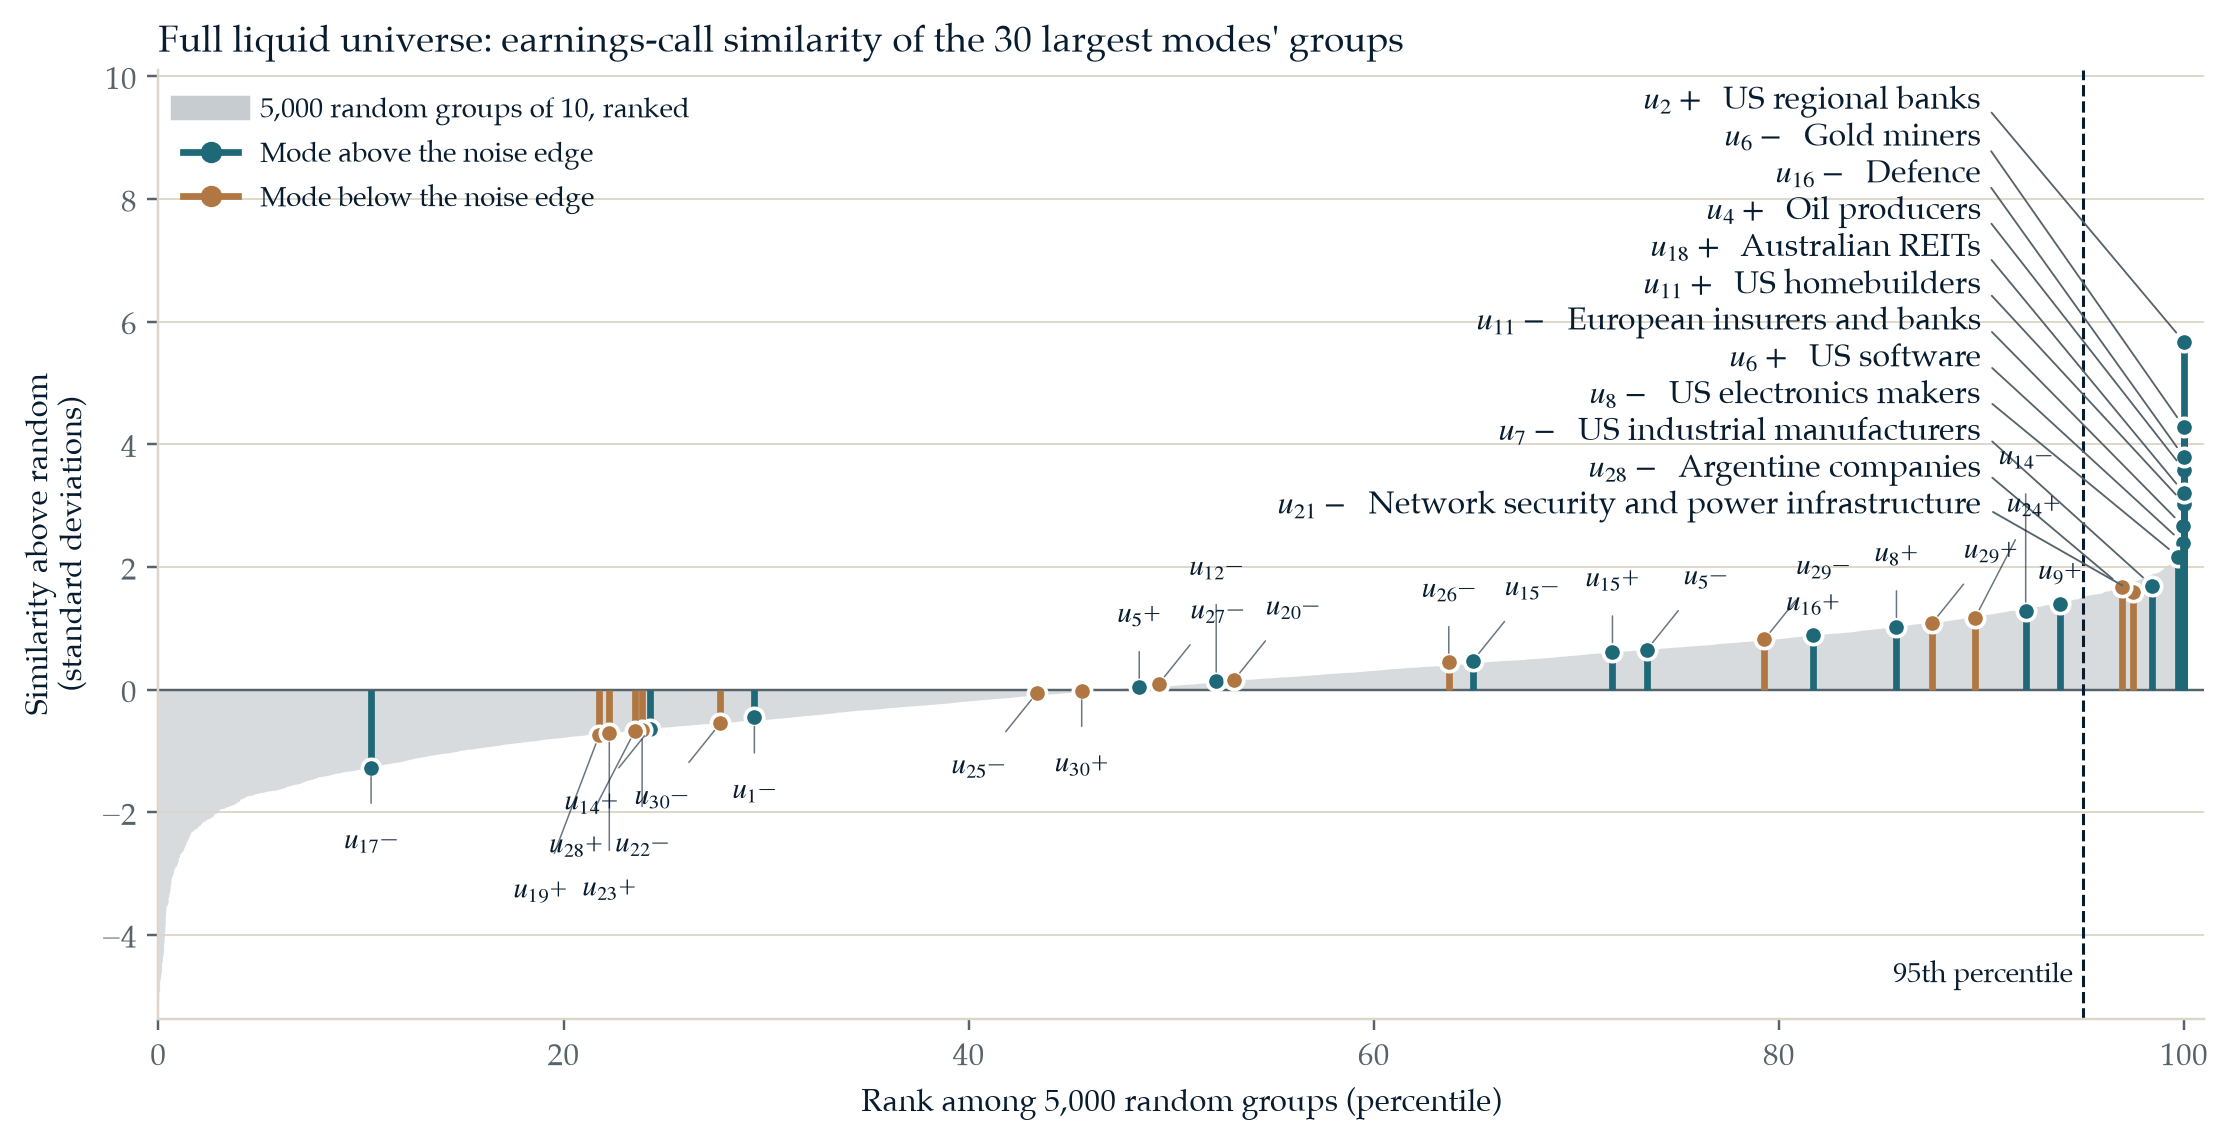 Full liquid universe: earnings-call similarity of the 30 largest modes' groups
10
8
6
4
2
0
−2
−4
Similarity above random
(standard deviations)
5,000 random groups of 10, ranked
Mode above the noise edge
Mode below the noise edge
u₂ + US regional banks
u₆ − Gold miners
u₁₆ − Defence
u₄ + Oil producers
u₁₈ + Australian REITs
u₁₁ + US homebuilders
u₁₁ − European insurers and banks
u₆ + US software
u₈ − US electronics makers
u₇ − US industrial manufacturers
u₂₈ − Argentine companies
u₂₁ − Network security and power infrastructure
u₁₄−
u₂₄+
u₁₂−
u₅+
u₂₇−
u₂₀−
u₂₆−
u₁₅−
u₁₅+
u₅−
u₂₉−
u₁₆+
u₈+
u₂₉+
u₉+
u₁₇−
u₁₄+
u₃₀−
u₁−
u₂₅−
u₃₀+
u₂₈+
u₂₂−
u₁₉+
u₂₃+
95th percentile
0
20
40
60
80
100
Rank among 5,000 random groups (percentile)